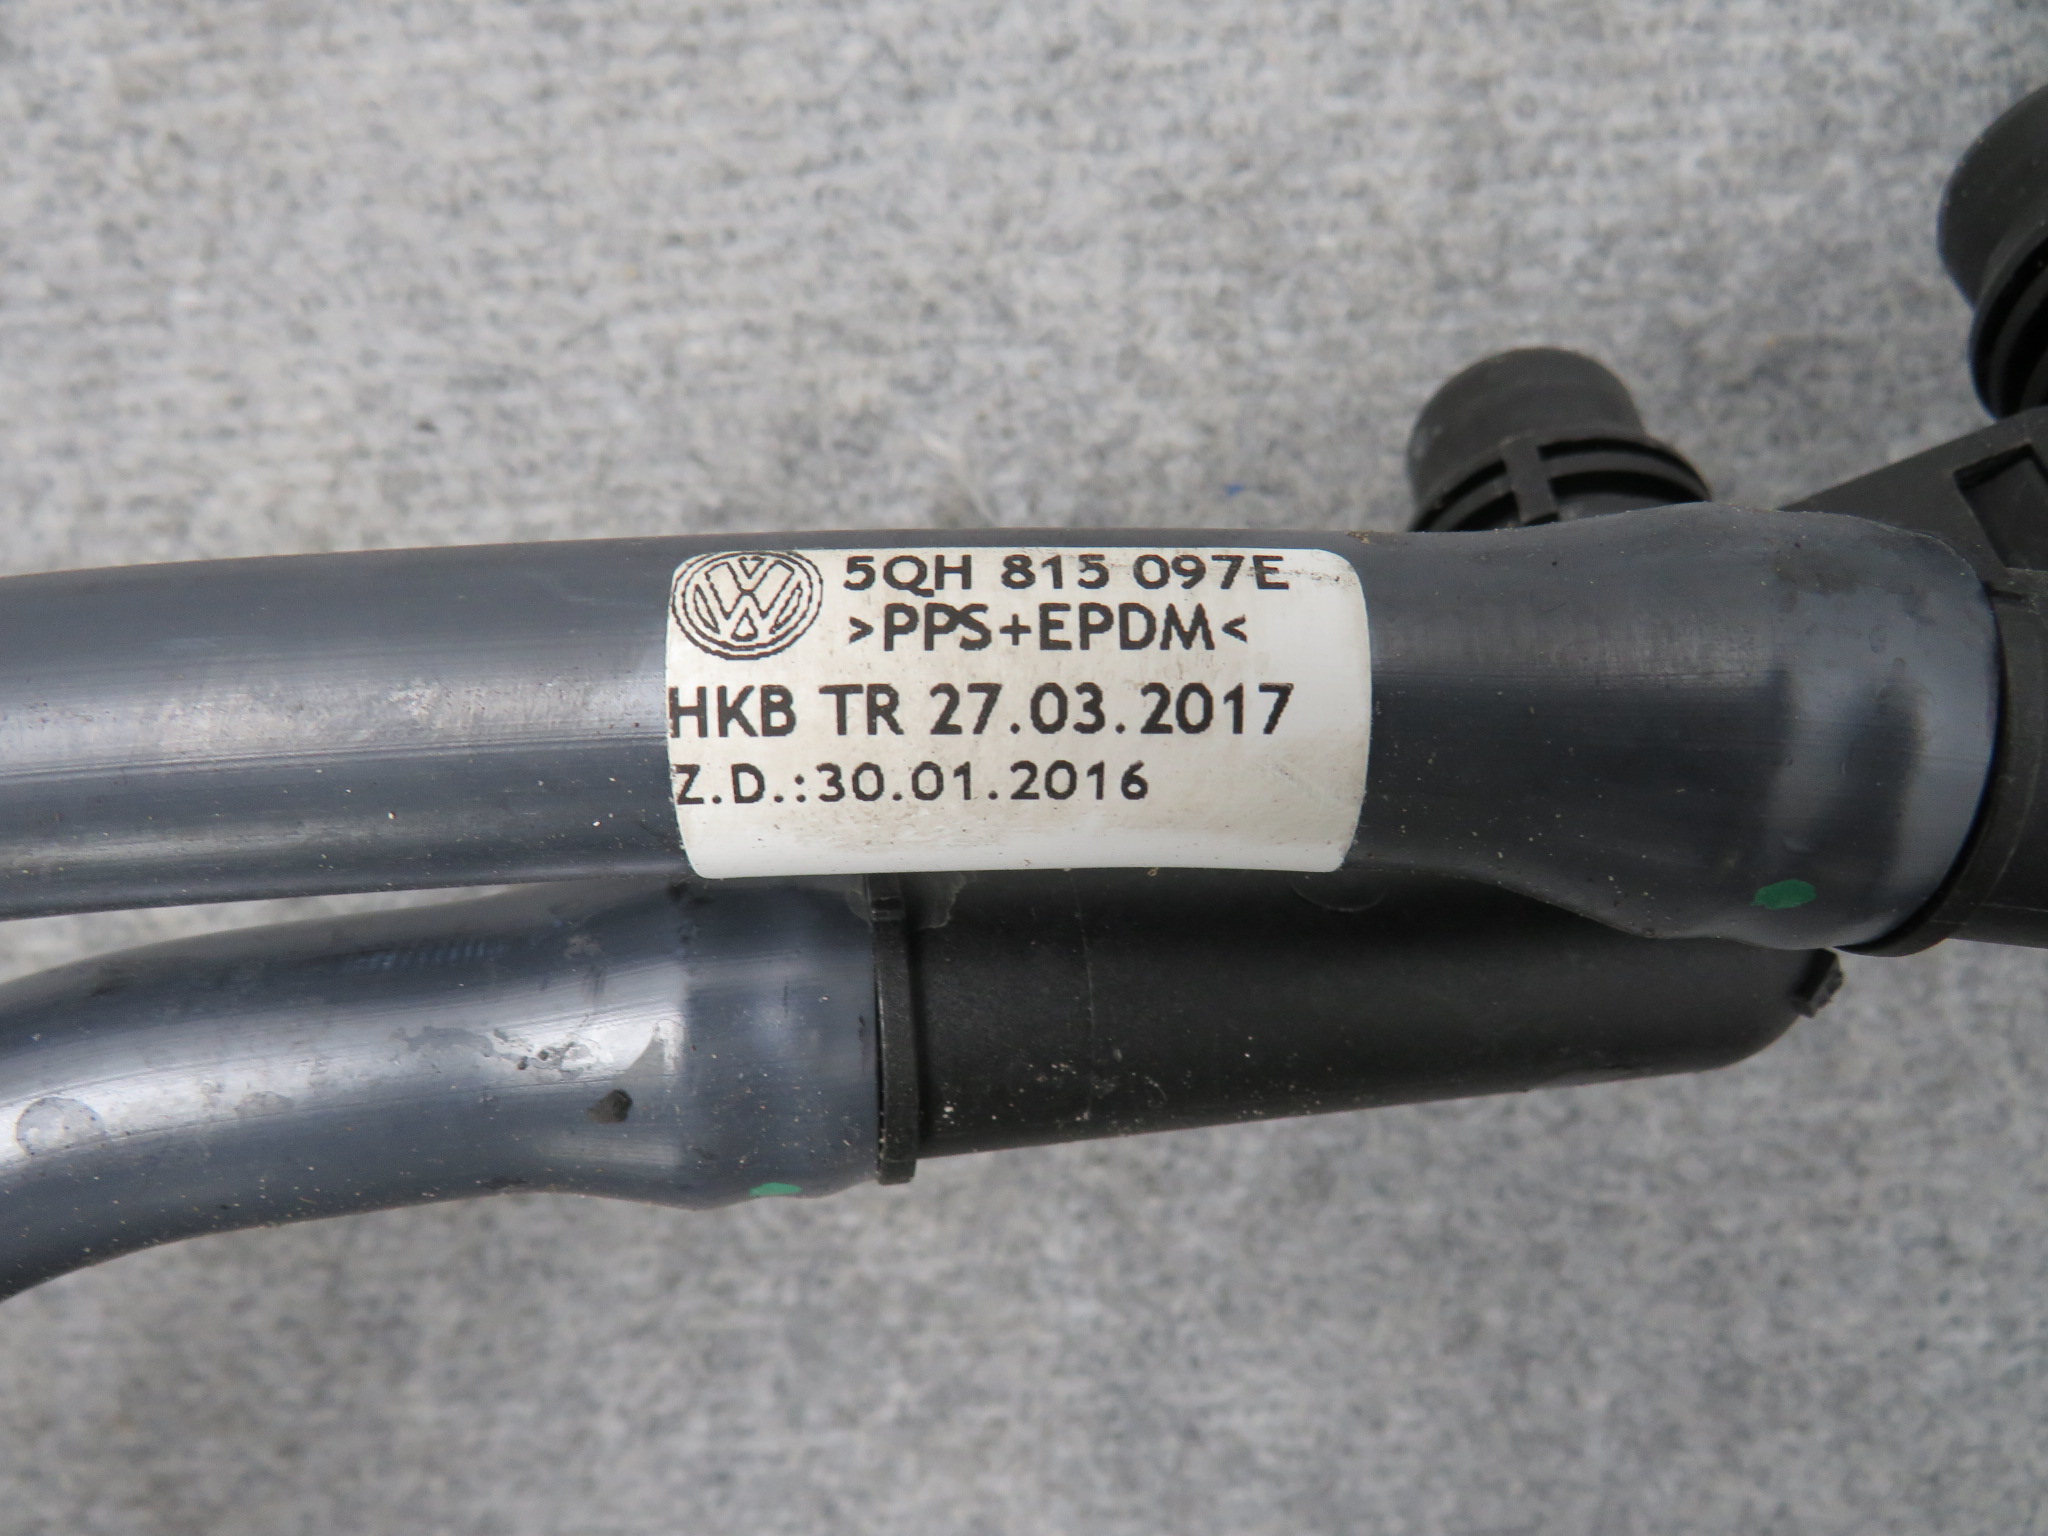 5QH 815 097E
>PPS+EPDM<
HKB TR 27.03.2017
Z.D.:30.01.2016